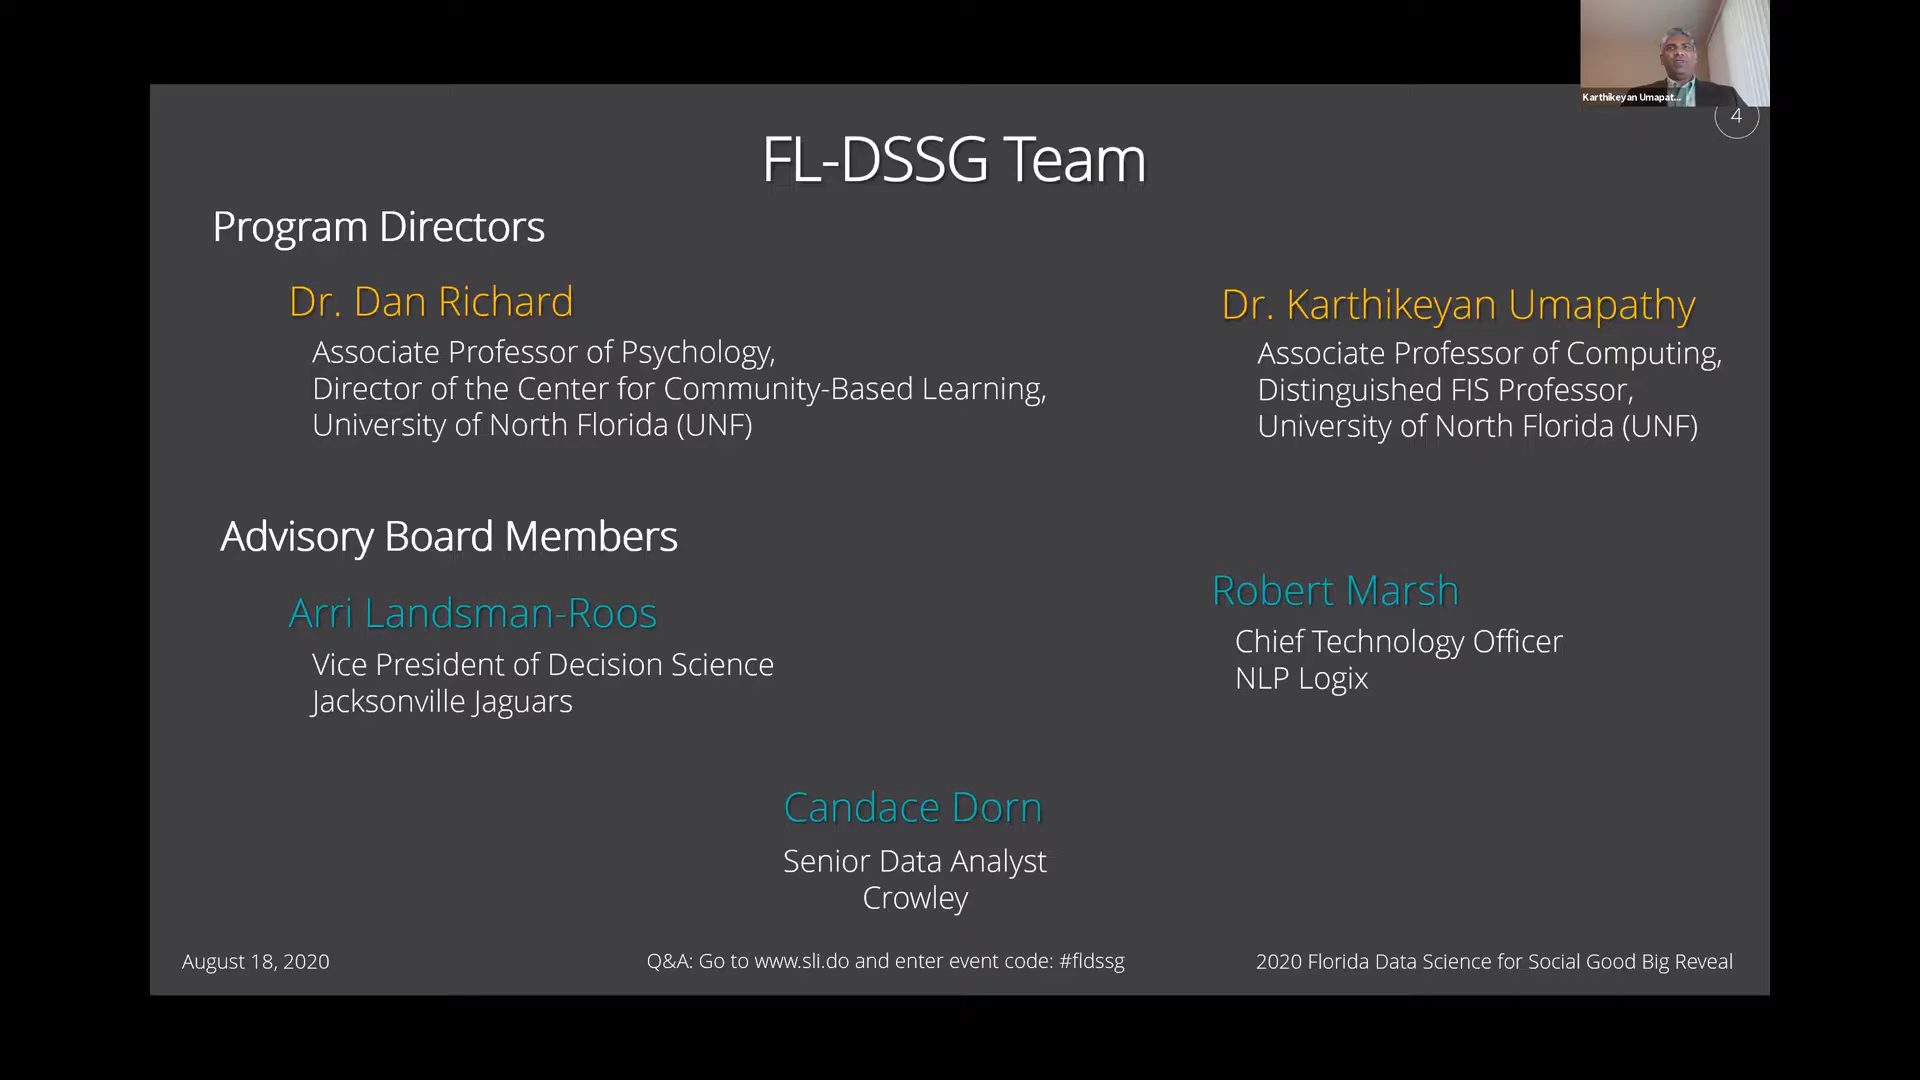 Karthikeyan Umapat...
4
FL-DSSG Team
Program Directors
Dr. Dan Richard
Associate Professor of Psychology,
Director of the Center for Community-Based Learning,
University of North Florida (UNF)
Dr. Karthikeyan Umapathy
Associate Professor of Computing,
Distinguished FIS Professor,
University of North Florida (UNF)
Advisory Board Members
Arri Landsman-Roos
Vice President of Decision Science
Jacksonville Jaguars
Robert Marsh
Chief Technology Officer
NLP Logix
Candace Dorn
Senior Data Analyst
Crowley
August 18, 2020
Q&A: Go to www.sli.do and enter event code: #fldssg
2020 Florida Data Science for Social Good Big Reveal